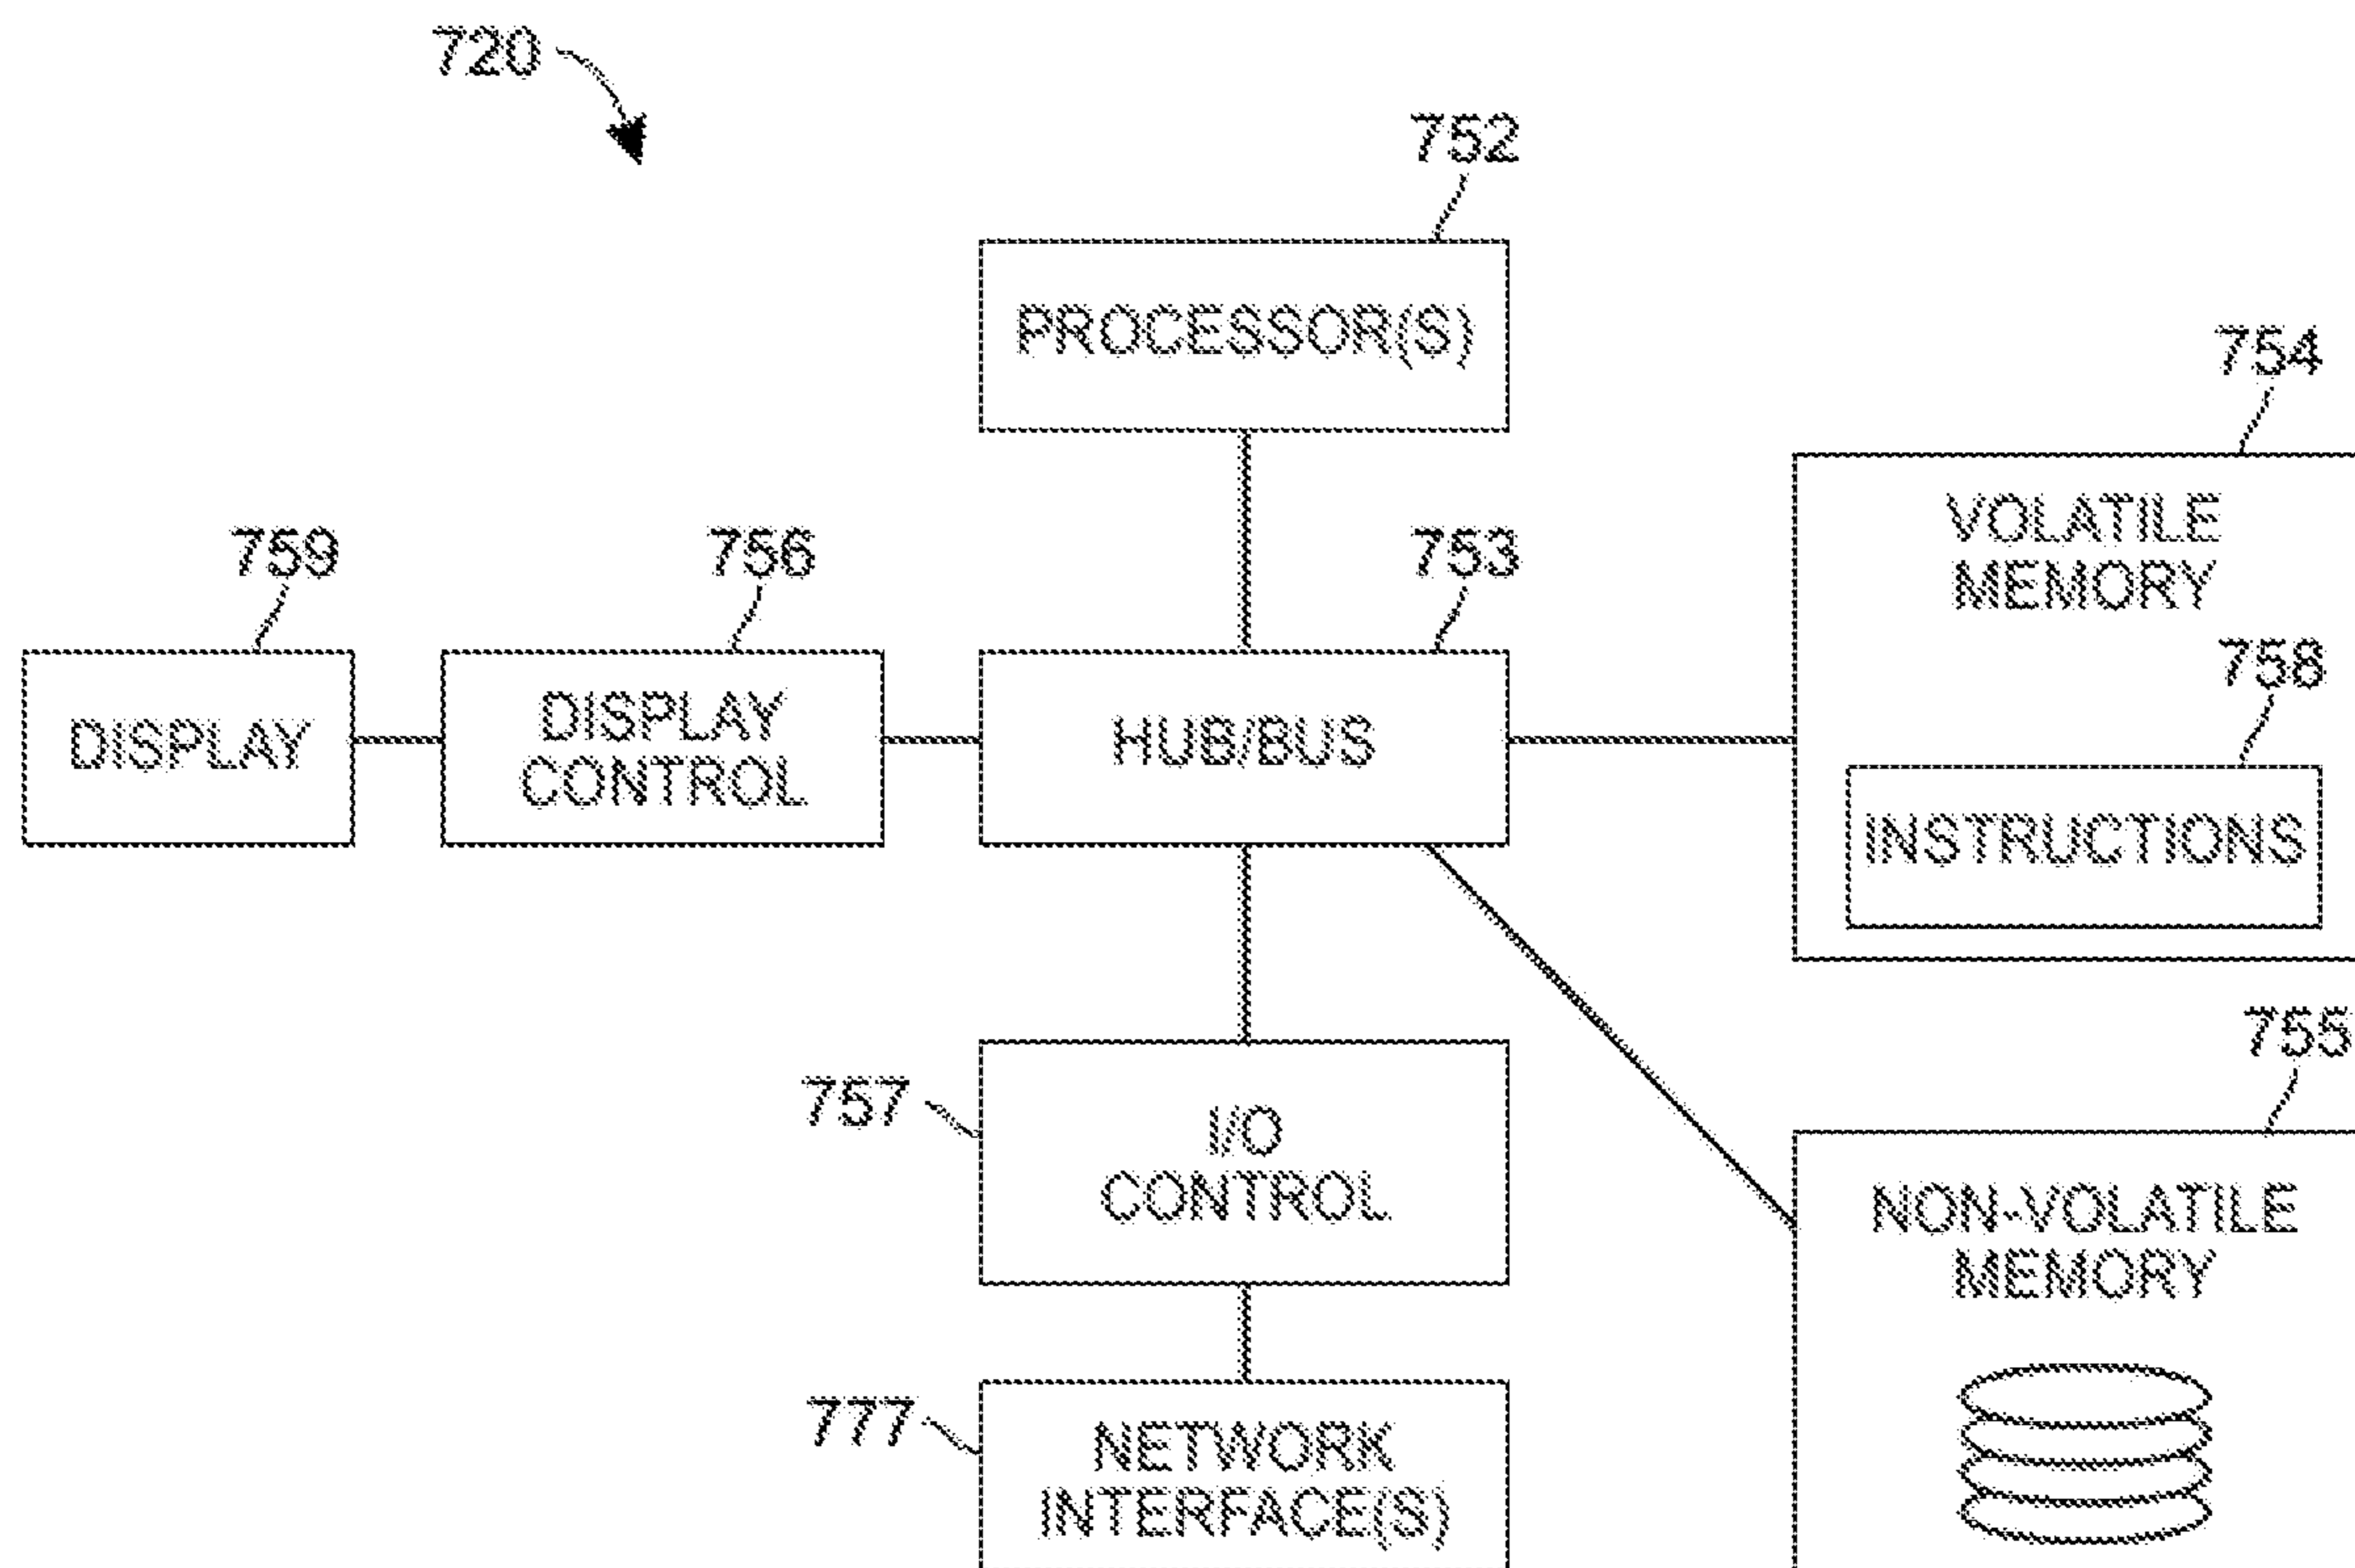 720
752
PROCESSOR(S)
754
VOLATILE
MEMORY
759
756
753
758
DISPLAY
DISPLAY
CONTROL
HUB/BUS
INSTRUCTIONS
755
757
I/O
CONTROL
NON-VOLATILE
MEMORY
777
NETWORK
INTERFACE(S)